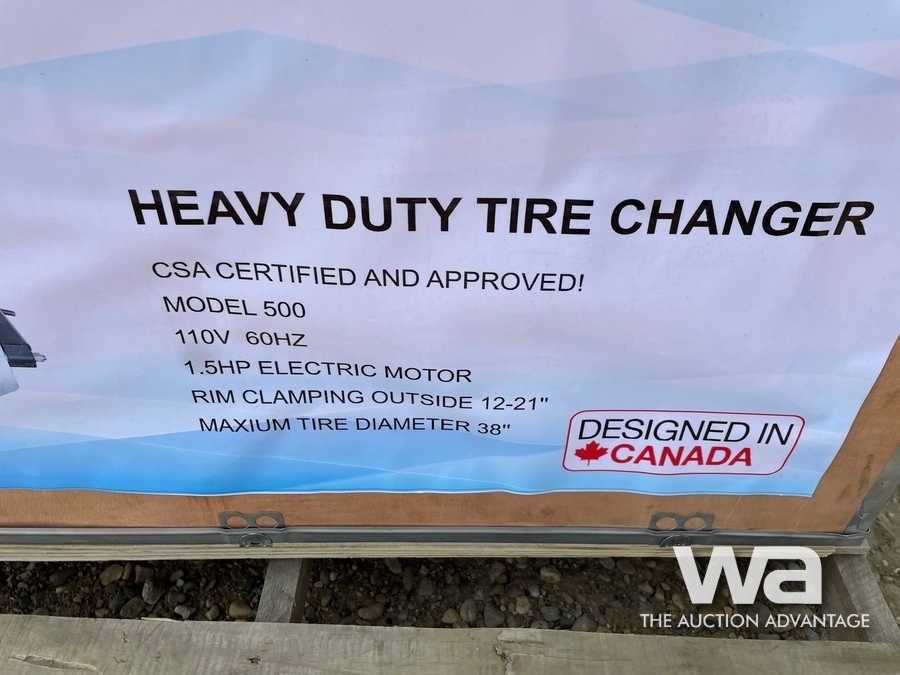 HEAVY DUTY TIRE CHANGER
CSA CERTIFIED AND APPROVED!
MODEL 500
110V 60HZ
1.5HP ELECTRIC MOTOR
RIM CLAMPING OUTSIDE 12-21"
MAXIUM TIRE DIAMETER 38"
DESIGNED IN
CANADA
wa
THE AUCTION ADVANTAGE